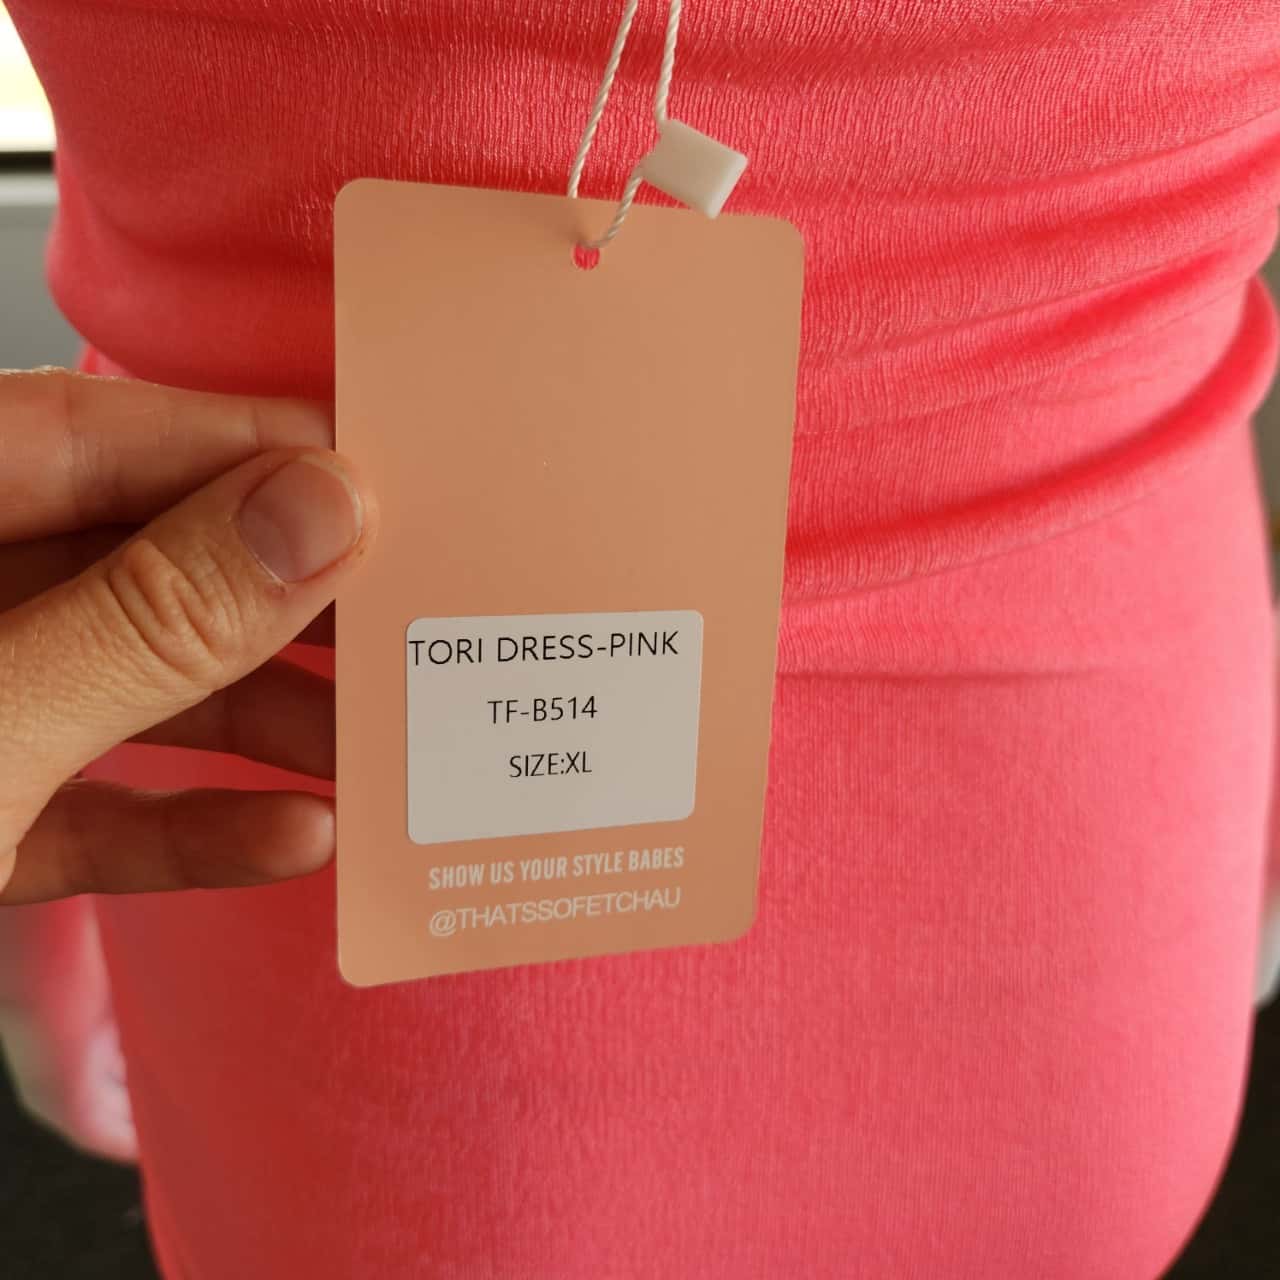 TORI DRESS-PINK
TF-B514
SIZE:XL
SHOW US YOUR STYLE BABES
@THATSSOFETCHAU